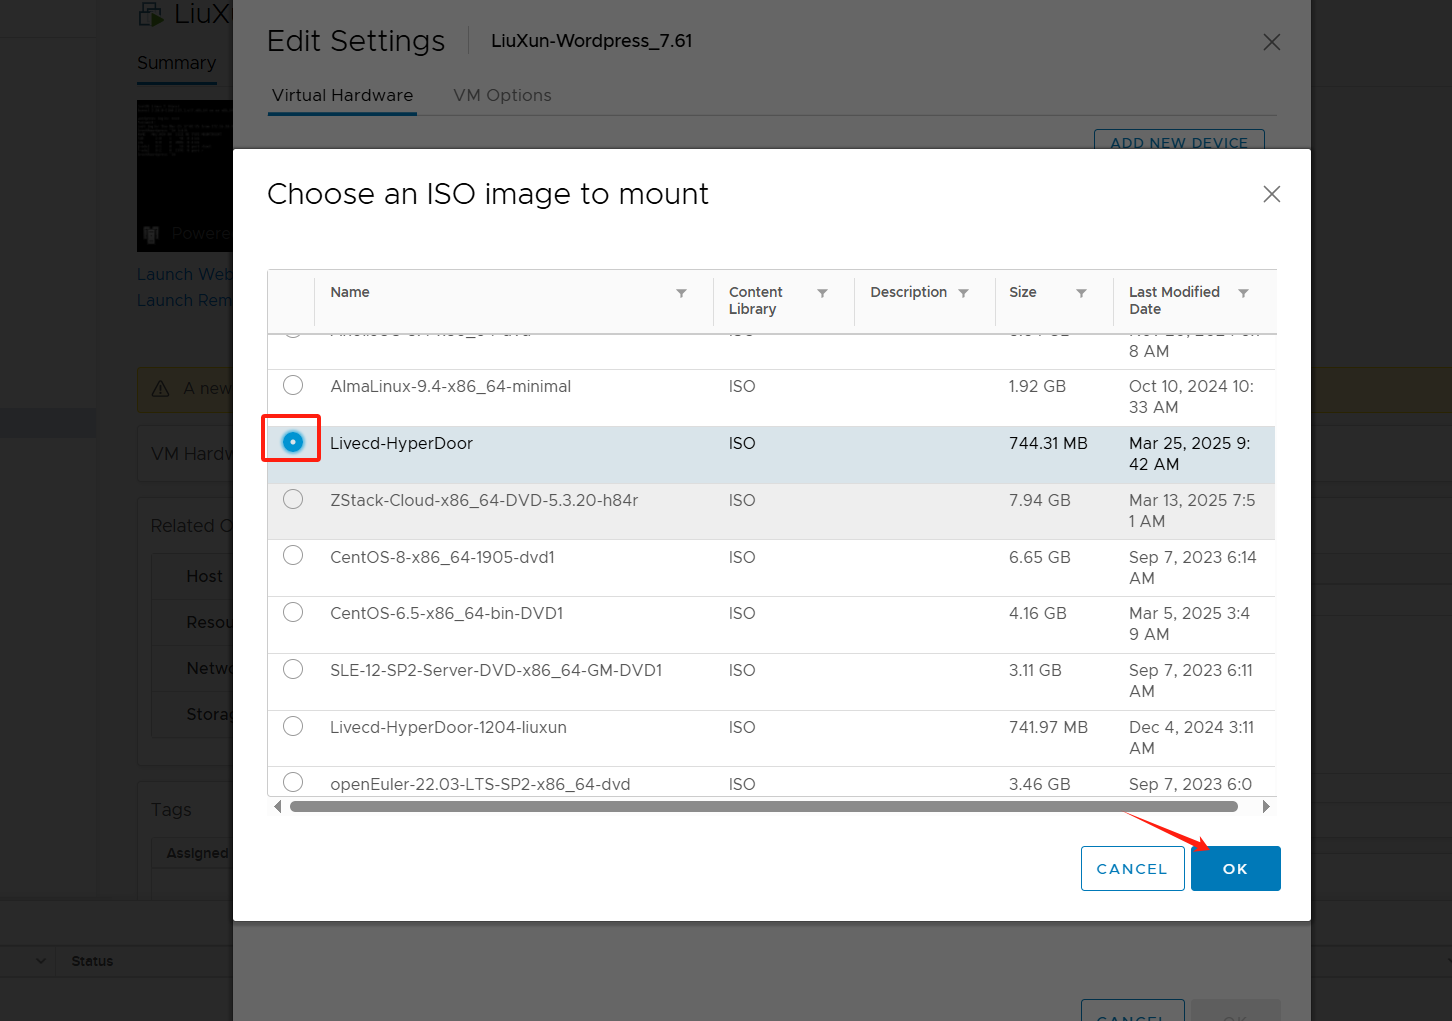 LiuX
Edit Settings
LiuXun-Wordpress_7.61
Summary
Virtual Hardware
VM Options
ADD NEW DEVICE
Choose an ISO image to mount
Powere
Launch Web
Launch Rem
Name
Content
Library
Description
Size
Last Modified
Date
8 AM
A new
AlmaLinux-9.4-x86_64-minimal
ISO
1.92 GB
Oct 10, 2024 10:
33 AM
VM Hardw
Livecd-HyperDoor
ISO
744.31 MB
Mar 25, 2025 9:
42 AM
Related O
ZStack-Cloud-x86_64-DVD-5.3.20-h84r
ISO
7.94 GB
Mar 13, 2025 7:5
1 AM
Host
CentOS-8-x86_64-1905-dvd1
ISO
6.65 GB
Sep 7, 2023 6:14
AM
Resou
CentOS-6.5-x86_64-bin-DVD1
ISO
4.16 GB
Mar 5, 2025 3:4
9 AM
Netwo
SLE-12-SP2-Server-DVD-x86_64-GM-DVD1
ISO
3.11 GB
Sep 7, 2023 6:11
AM
Storag
Livecd-HyperDoor-1204-liuxun
ISO
741.97 MB
Dec 4, 2024 3:11
AM
openEuler-22.03-LTS-SP2-x86_64-dvd
ISO
3.46 GB
Sep 7, 2023 6:0
Tags
Assigned
CANCEL
OK
Status
CANCEL
OK